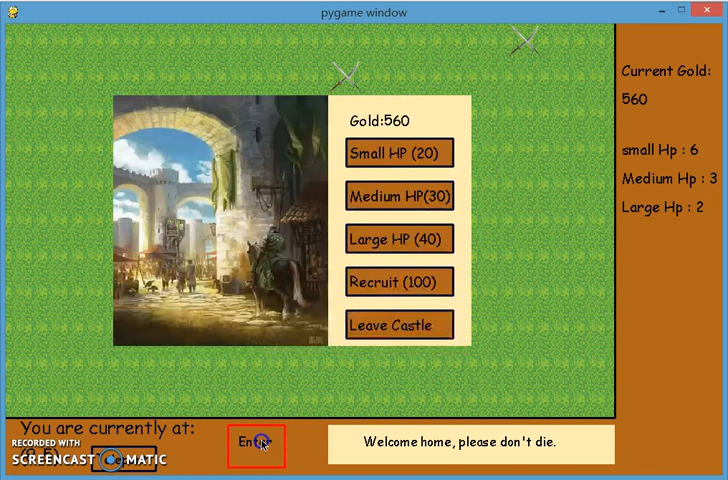 pygame window
Current Gold:
560
small Hp : 6
Medium Hp : 3
Large Hp : 2
Gold:560
Small HP (20)
Medium HP(30)
Large HP (40)
Recruit (100)
Leave Castle
You are currently at:
Welcome home, please don't die.
RECORDED WITH
SCREENCAST MATIC